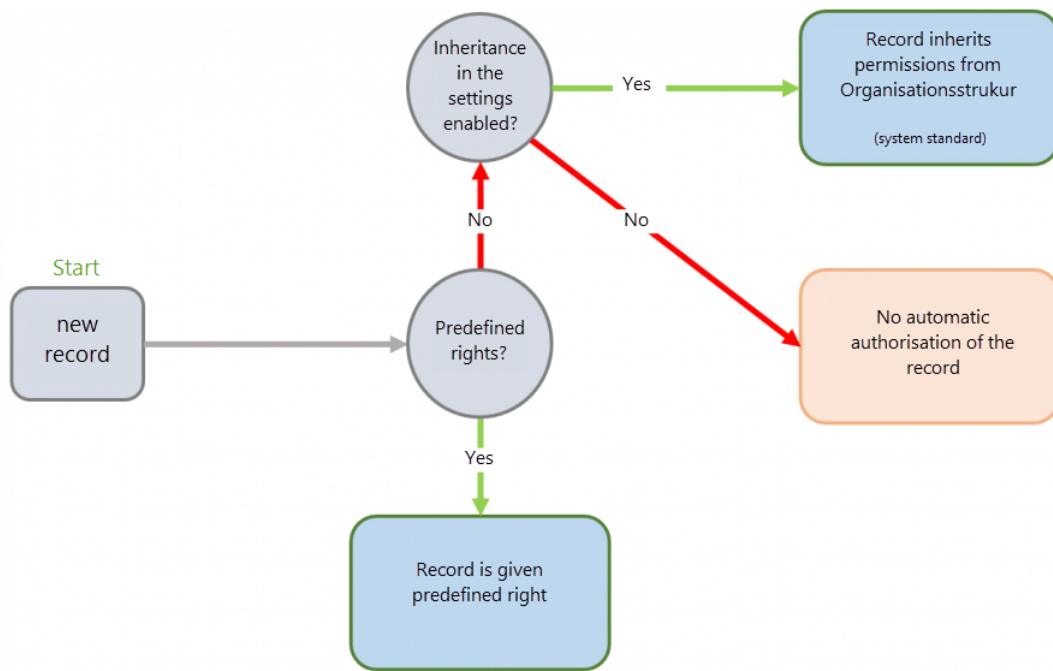 Inheritance
in the
settings
enabled?
Yes
Record inherits
permissions from
Organisationsstrukur
(system standard)
No
No
Start
new
record
Predefined
rights?
No automatic
authorisation of the
record
Yes
Record is given
predefined right